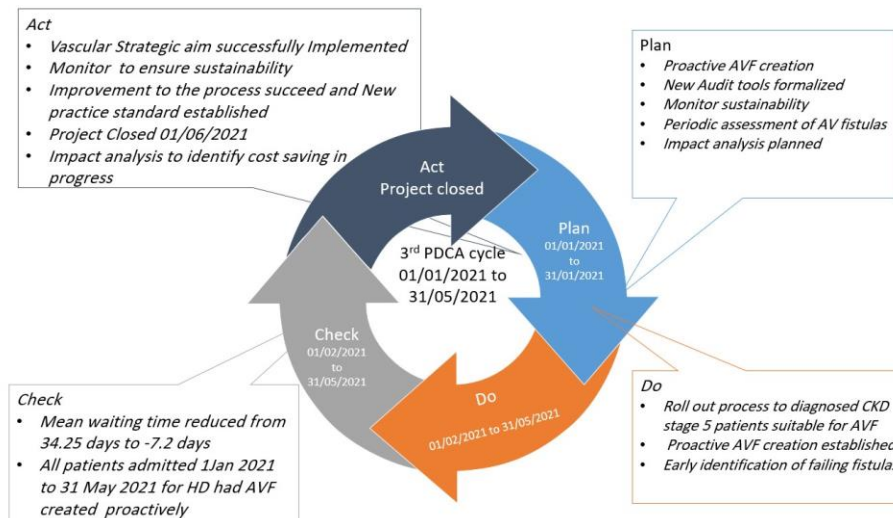 Act
• Vascular Strategic aim successfully Implemented
• Monitor to ensure sustainability
• Improvement to the process succeed and New
practice standard established
• Project Closed 01/06/2021
• Impact analysis to identify cost saving in
progress
Plan
• Proactive AVF creation
• New Audit tools formalized
• Monitor sustainability
• Periodic assessment of AV fistulas
• Impact analysis planned
Act
Project closed
Plan
01/01/2021
to
31/01/2021
3rd PDCA cycle
01/01/2021 to
31/05/2021
Check
01/02/2021
to
31/05/2021
Do
01/02/2021 to 31/05/2021
Check
• Mean waiting time reduced from
34.25 days to -7.2 days
• All patients admitted 1Jan 2021
to 31 May 2021 for HD had AVF
created proactively
Do
• Roll out process to diagnosed CKD
stage 5 patients suitable for AVF
• Proactive AVF creation established
• Early identification of failing fistula